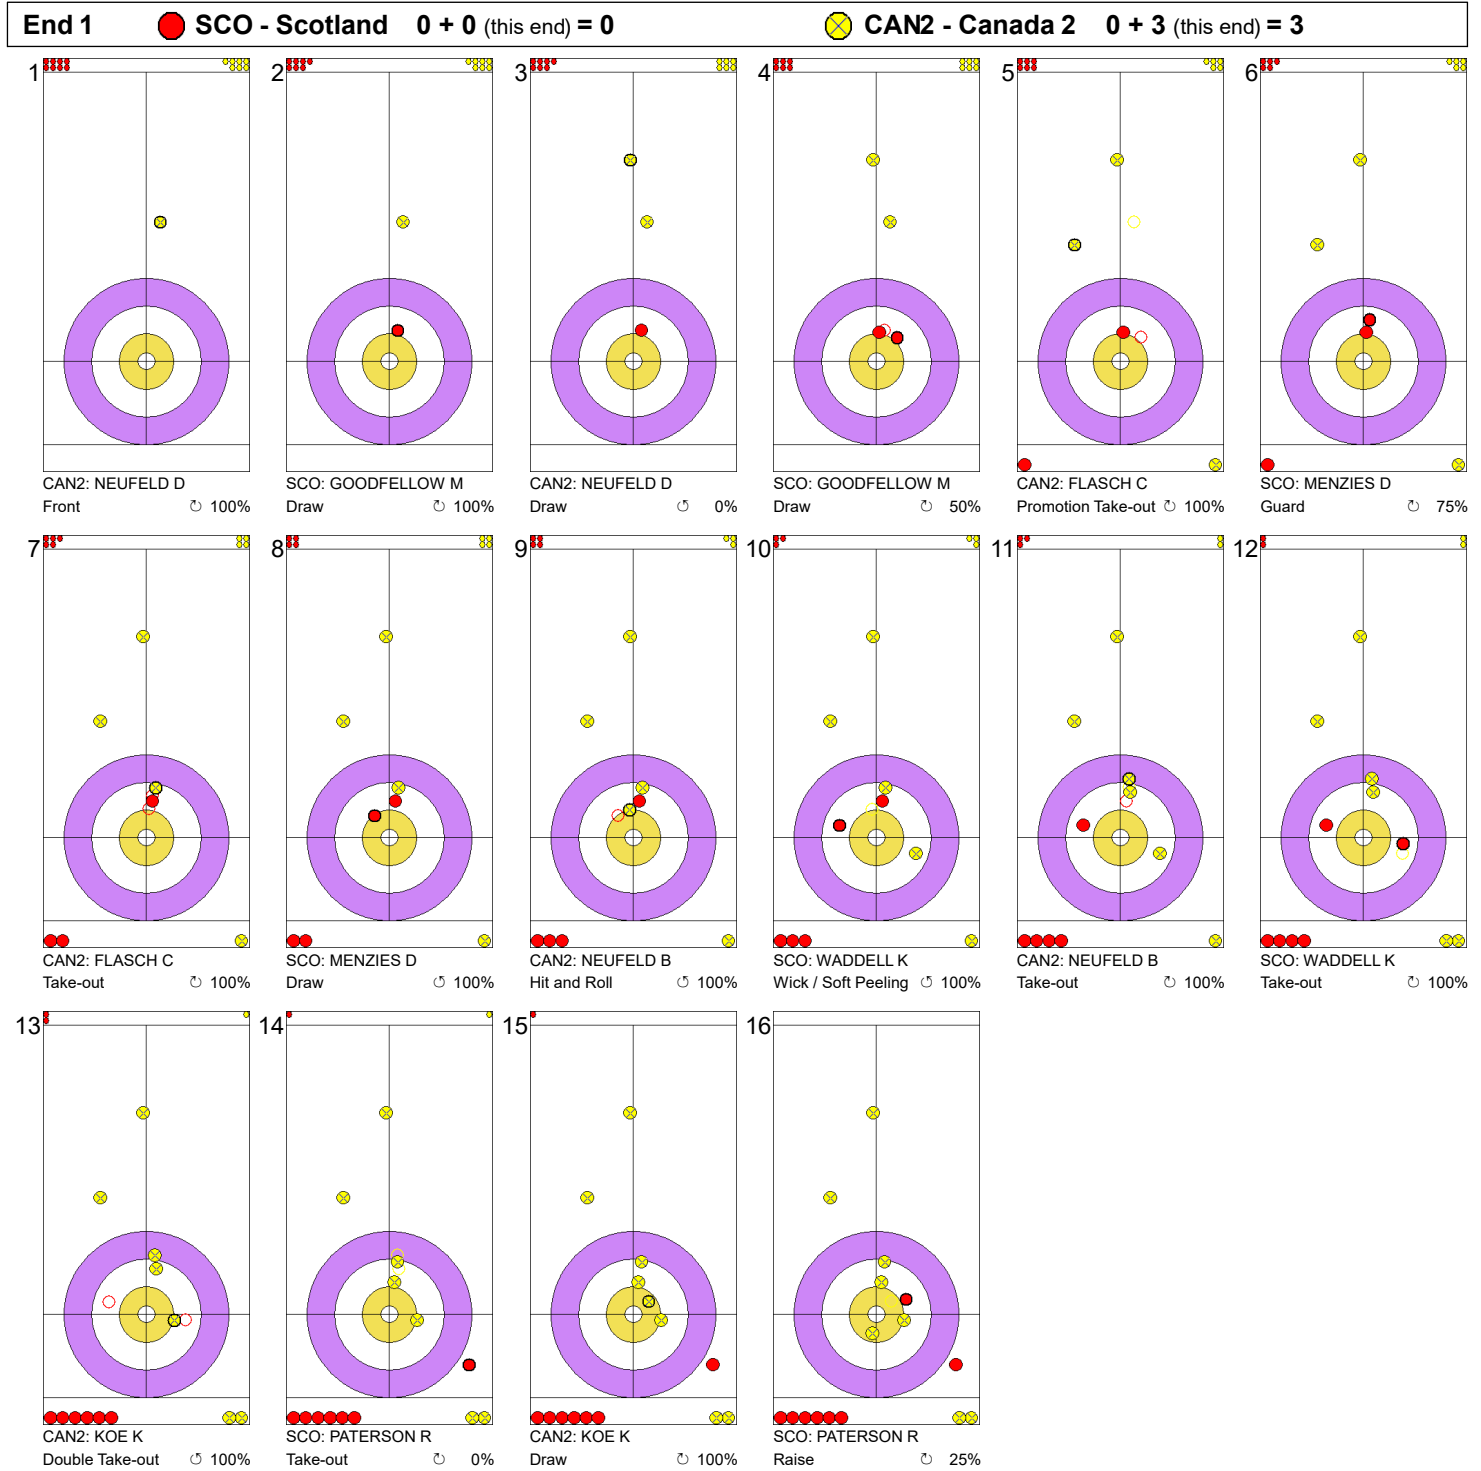 End 1 SCO - Scotland 0 + 0 (this end) = 0 CAN2 - Canada 2 0 + 3 (this end) = 3
1 2 3 4 5 6
CAN2: NEUFELD D SCO: GOODFELLOW M CAN2: NEUFELD D SCO: GOODFELLOW M CAN2: FLASCH C SCO: MENZIES D
Front ↻ 100% Draw ↻ 100% Draw ↺ 0% Draw ↻ 50% Promotion Take-out ↻ 100% Guard ↻ 75%
7 8 9 10 11 12
CAN2: FLASCH C SCO: MENZIES D CAN2: NEUFELD B SCO: WADDELL K CAN2: NEUFELD B SCO: WADDELL K
Take-out ↻ 100% Draw ↻ 100% Hit and Roll ↺ 100% Wick / Soft Peeling ↺ 100% Take-out ↻ 100% Take-out ↻ 100%
13 14 15 16
CAN2: KOE K SCO: PATERSON R CAN2: KOE K SCO: PATERSON R
Double Take-out ↺ 100% Take-out ↻ 0% Draw ↻ 100% Raise ↻ 25%